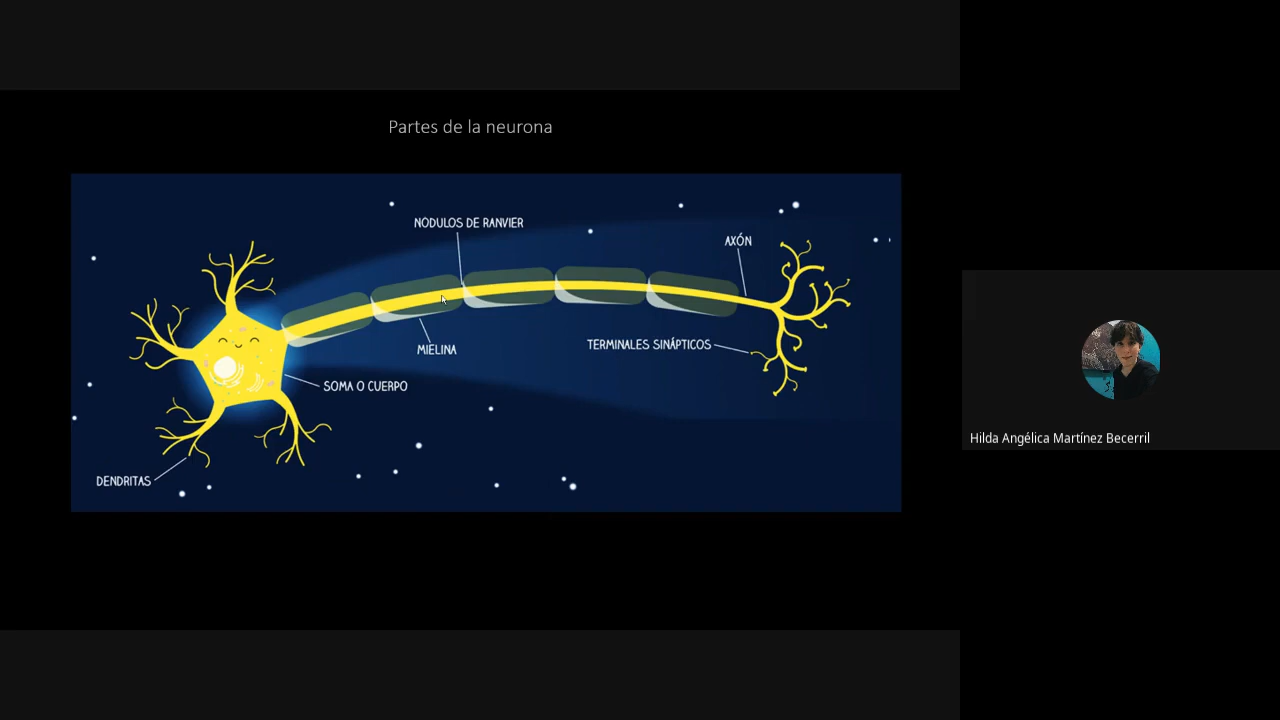 Partes de la neurona
NODULOS DE RANVIER
AXÓN
MIELINA
TERMINALES SINÁPTICOS
SOMA O CUERPO
DENDRITAS
Hilda Angélica Martínez Becerril